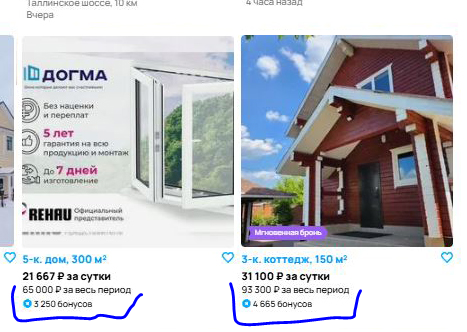 Таллинское шоссе, 10 км
Вчера
4 часа назад
ДОГМА
Без наценки
и переплат
5 лет
гарантия на всю
продукцию и монтаж
До 7 дней
изготовление
REHAU Официальный
представитель
5-к. дом, 300 м²
21 667 ₽ за сутки
65 000 ₽ за весь период
3 250 бонусов
Мгновенная бронь
3-к. коттедж, 150 м²
31 100 ₽ за сутки
93 300 ₽ за весь период
4 665 бонусов